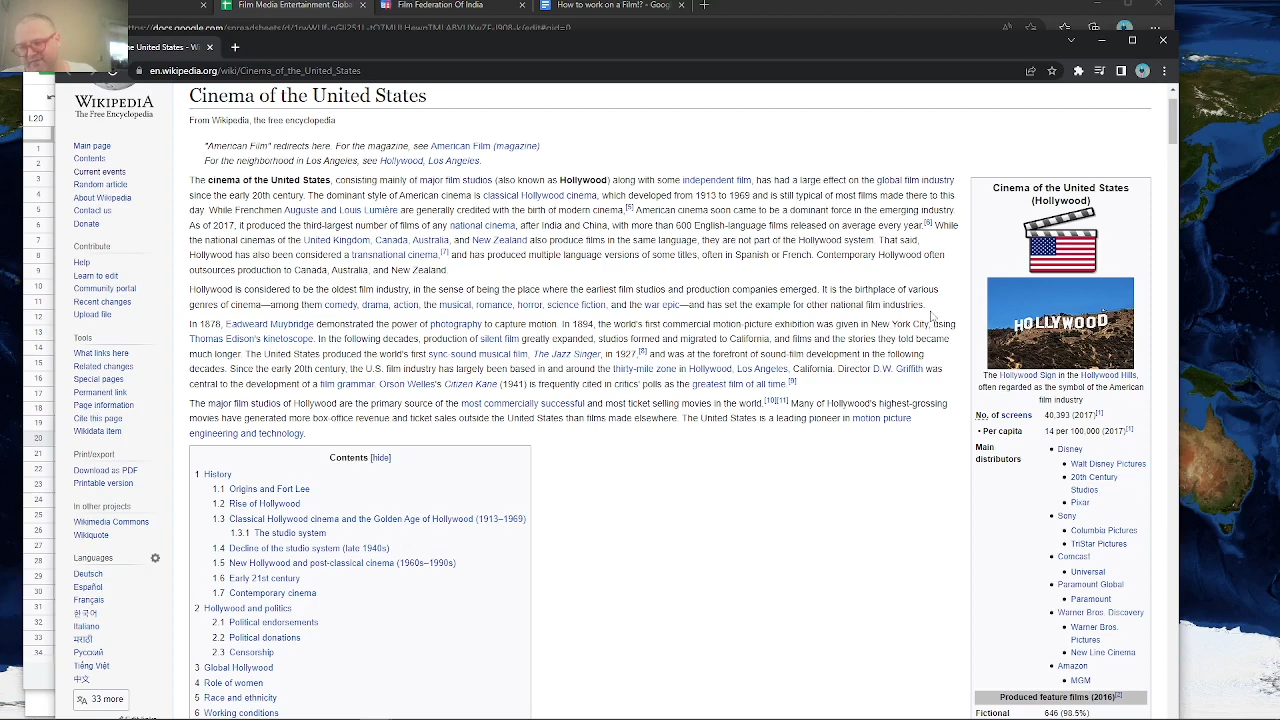 Film Media Entertainment Globa
Film Federation Of India
How to work on a Film? - Goog
the United States - Wi
en.wikipedia.org/wiki/Cinema_of_the_United_States
L20
WIKIPEDIA
The Free Encyclopedia
Main page
Contents
Current events
Random article
About Wikipedia
Contact us
Donate
Contribute
Help
Learn to edit
Community portal
Recent changes
Upload file
Tools
What links here
Related changes
Special pages
Permanent link
Page information
Cite this page
Wikidata item
Print/export
Download as PDF
Printable version
In other projects
Wikimedia Commons
Wikiquote
Languages
Deutsch
Español
Français
한국어
Italiano
मराठी
Русский
Tiếng Việt
中文
33 more
Cinema of the United States
From Wikipedia, the free encyclopedia
"American Film" redirects here. For the magazine, see American Film (magazine)
For the neighborhood in Los Angeles, see Hollywood, Los Angeles.
The cinema of the United States, consisting mainly of major film studios (also known as Hollywood) along with some independent film, has had a large effect on the global film industry
since the early 20th century. The dominant style of American cinema is classical Hollywood cinema, which developed from 1913 to 1969 and is still typical of most films made there to this
day. While Frenchmen Auguste and Louis Lumière are generally credited with the birth of modern cinema,[5] American cinema soon came to be a dominant force in the emerging industry.
As of 2017, it produced the third-largest number of films of any national cinema, after India and China, with more than 600 English-language films released on average every year.[6] While
the national cinemas of the United Kingdom, Canada, Australia, and New Zealand also produce films in the same language, they are not part of the Hollywood system. That said,
Hollywood has also been considered a transnational cinema,[7] and has produced multiple language versions of some titles, often in Spanish or French. Contemporary Hollywood often
outsources production to Canada, Australia, and New Zealand.
Hollywood is considered to be the oldest film industry, in the sense of being the place where the earliest film studios and production companies emerged. It is the birthplace of various
genres of cinema—among them comedy, drama, action, the musical, romance, horror, science fiction, and the war epic—and has set the example for other national film industries.
In 1878, Eadweard Muybridge demonstrated the power of photography to capture motion. In 1894, the world's first commercial motion-picture exhibition was given in New York City, using
Thomas Edison's kinetoscope. In the following decades, production of silent film greatly expanded, studios formed and migrated to California, and films and the stories they told became
much longer. The United States produced the world's first sync-sound musical film, The Jazz Singer, in 1927,[8] and was at the forefront of sound-film development in the following
decades. Since the early 20th century, the U.S. film industry has largely been based in and around the thirty-mile zone in Hollywood, Los Angeles, California. Director D.W. Griffith was
central to the development of a film grammar. Orson Welles's Citizen Kane (1941) is frequently cited in critics' polls as the greatest film of all time.[9]
The major film studios of Hollywood are the primary source of the most commercially successful and most ticket selling movies in the world.[10][11] Many of Hollywood's highest-grossing
movies have generated more box-office revenue and ticket sales outside the United States than films made elsewhere. The United States is a leading pioneer in motion picture
engineering and technology.
Contents [hide]
1 History
1.1 Origins and Fort Lee
1.2 Rise of Hollywood
1.3 Classical Hollywood cinema and the Golden Age of Hollywood (1913–1969)
1.3.1 The studio system
1.4 Decline of the studio system (late 1940s)
1.5 New Hollywood and post-classical cinema (1960s–1990s)
1.6 Early 21st century
1.7 Contemporary cinema
2 Hollywood and politics
2.1 Political endorsements
2.2 Political donations
2.3 Censorship
3 Global Hollywood
4 Role of women
5 Race and ethnicity
6 Working conditions
Cinema of the United States
(Hollywood)
HOLLYWOOD
The Hollywood Sign in the Hollywood Hills,
often regarded as the symbol of the American
film industry
No. of screens 40,393 (2017)[1]
• Per capita 14 per 100,000 (2017)[1]
Main
distributors
Disney
Walt Disney Pictures
20th Century
Studios
Pixar
Sony
Columbia Pictures
TriStar Pictures
Comcast
Universal
Paramount Global
Paramount
Warner Bros. Discovery
Warner Bros.
Pictures
New Line Cinema
Amazon
MGM
Produced feature films (2016)[2]
Fictional 646 (98.5%)